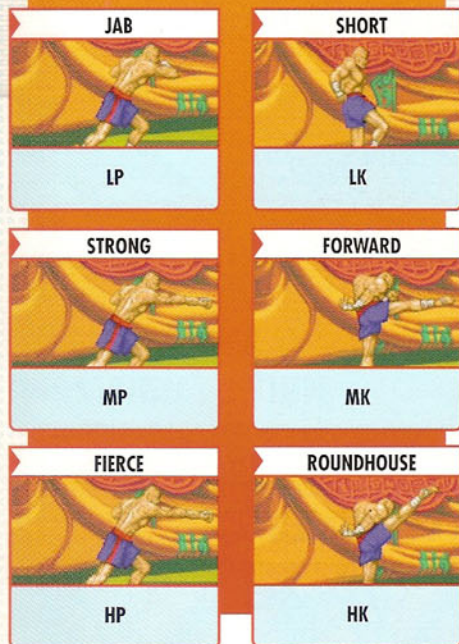 JAB
SHORT
LP
LK
STRONG
FORWARD
MP
MK
FIERCE
ROUNDHOUSE
HP
HK